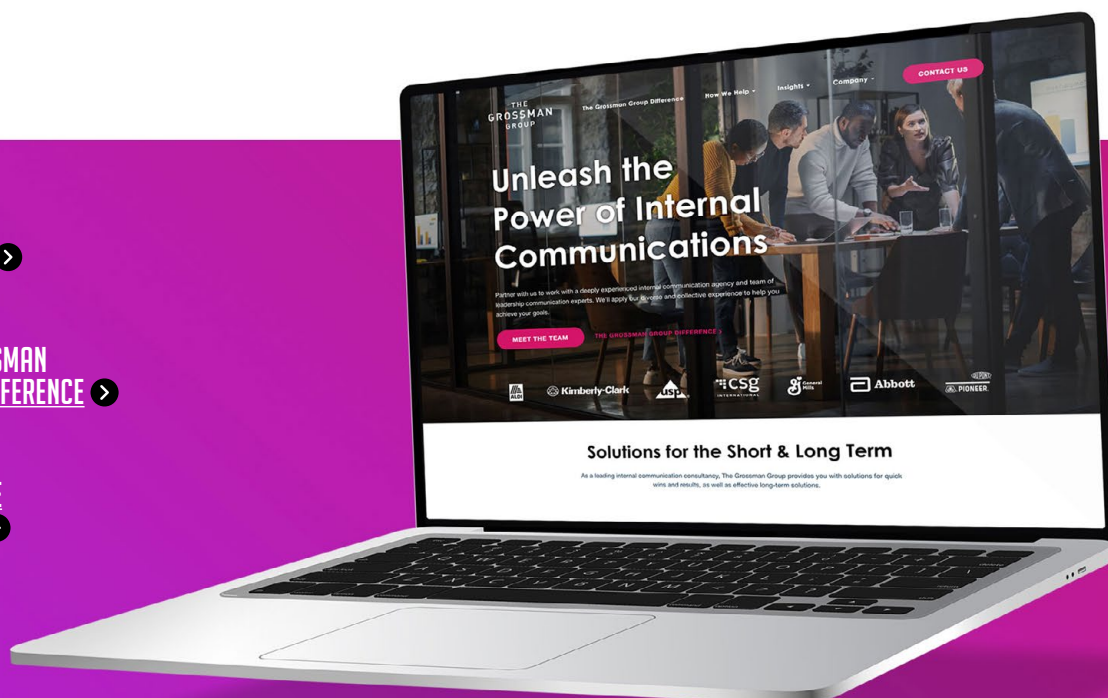 SMAN
FERENCE
THE
GROSSMAN
GROUP
The Grossman Group Difference
How We Help
Insights
Company
CONTACT US
Unleash the
Power of Internal
Communications
Partner with us to work with a deeply experienced internal communication agency and team of
leadership communication experts. We'll apply our diverse and collective experience to help you
achieve your goals.
MEET THE TEAM
THE GROSSMAN GROUP DIFFERENCE >
ALDI
Kimberly-Clark
usp
CSG
INTERNATIONAL
General
Mills
Abbott
DUPONT
PIONEER.
Solutions for the Short & Long Term
As a leading internal communication consultancy, The Grossman Group provides you with solutions for quick
wins and results, as well as effective long-term solutions.